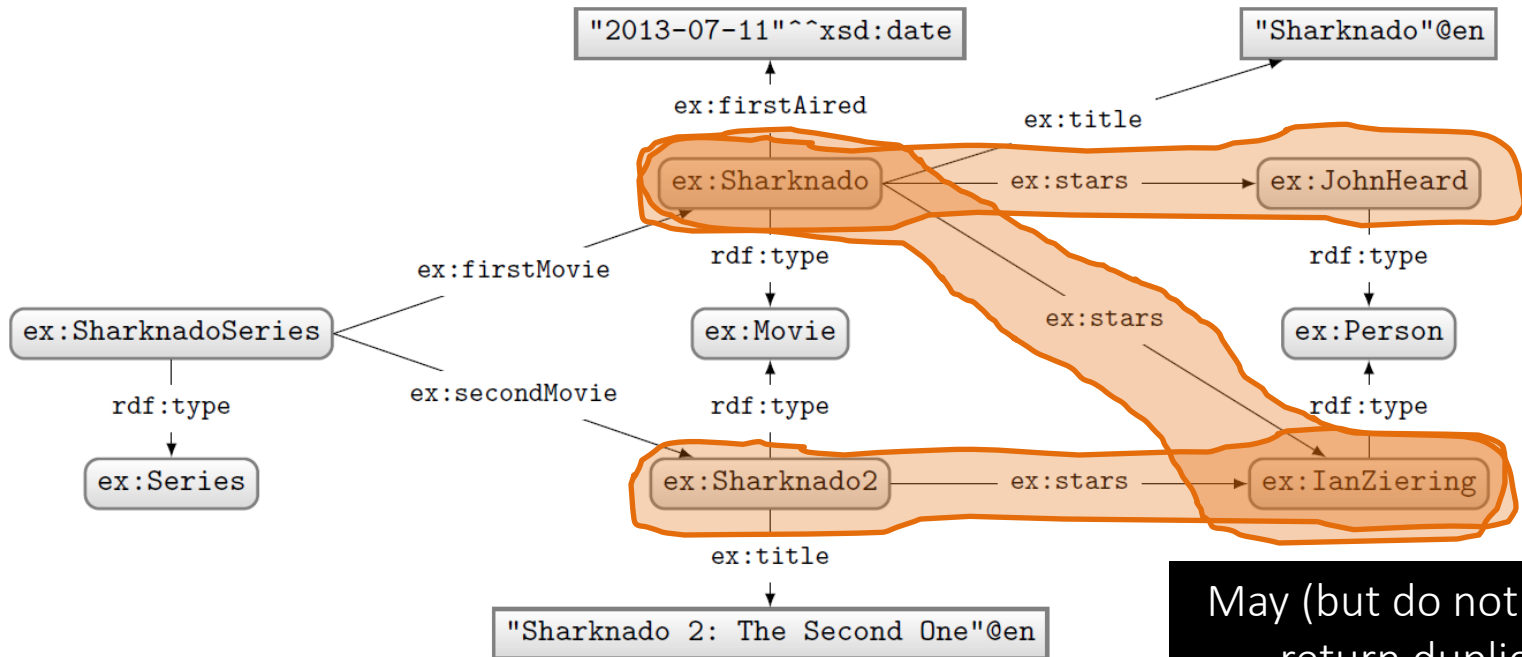 "2013-07-11"^^xsd:date
"Sharknado"@en
ex:firstAired
ex:title
ex:Sharknado
ex:stars
ex:JohnHeard
ex:firstMovie
rdf:type
rdf:type
ex:SharknadoSeries
ex:Movie
ex:stars
ex:Person
rdf:type
ex:secondMovie
rdf:type
rdf:type
ex:Series
ex:Sharknado2
ex:stars
ex:IanZiering
ex:title
"Sharknado 2: The Second One"@en
May (but do not
return